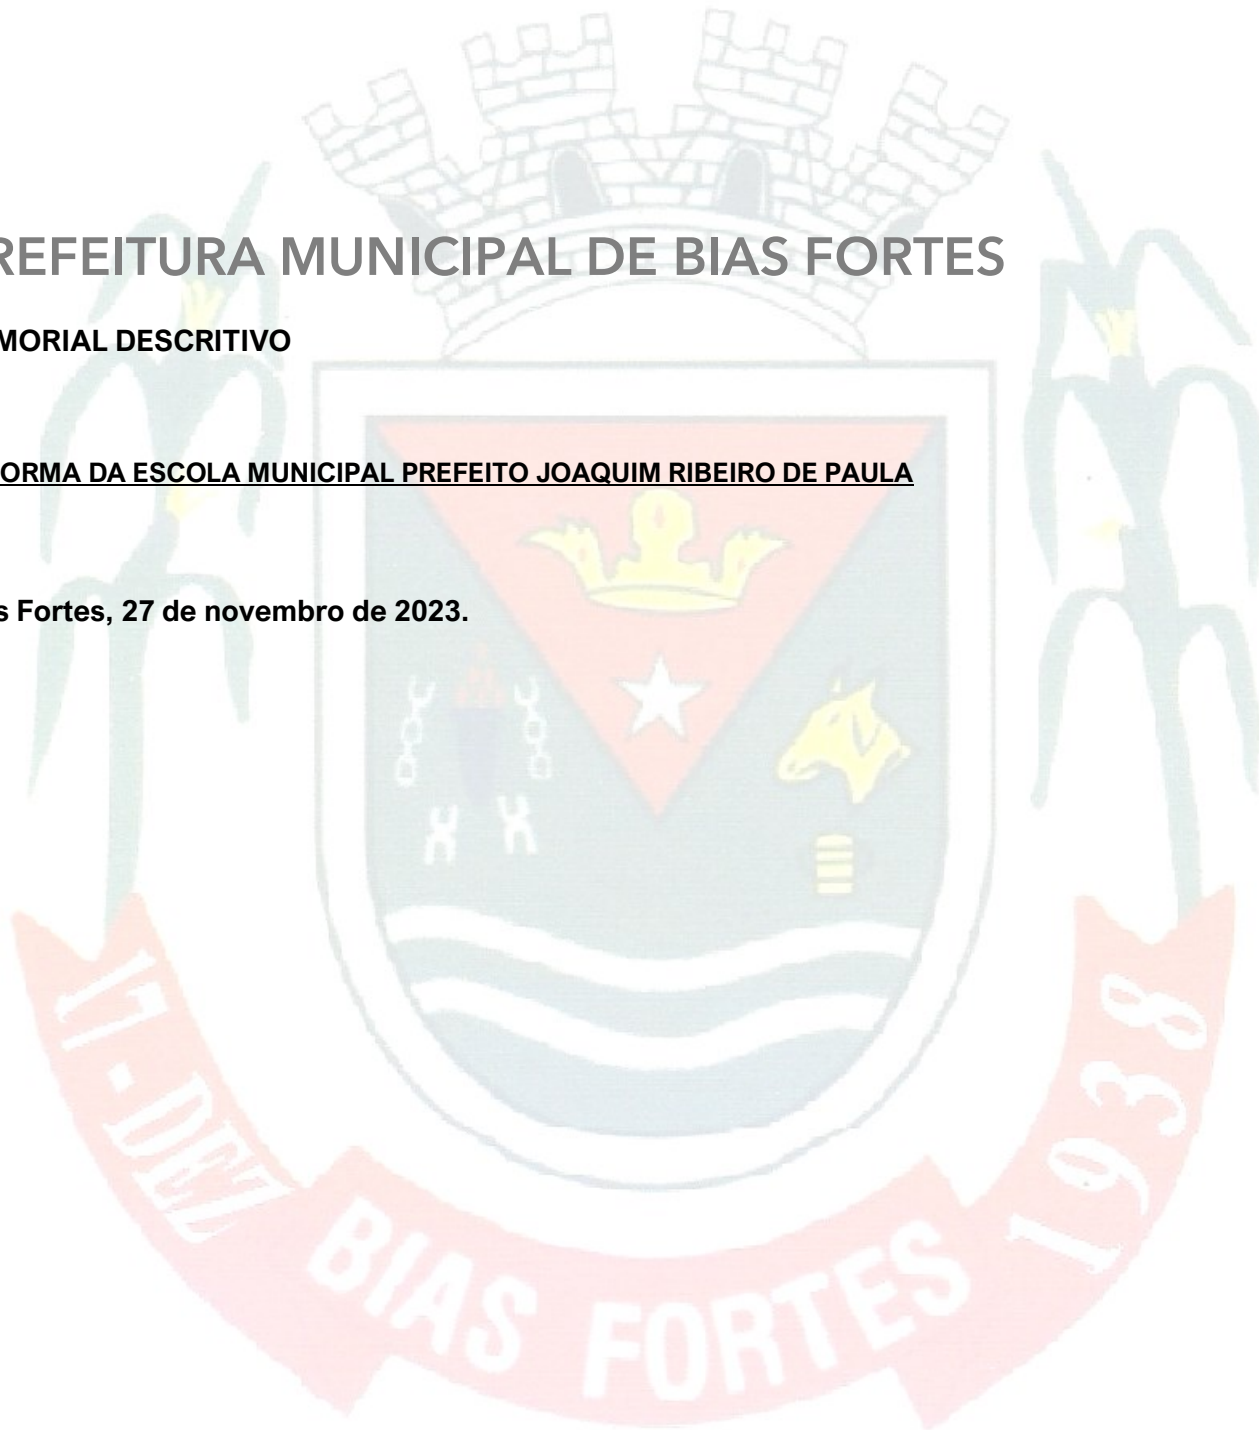 REFEITURA MUNICIPAL DE BIAS FORTES
MORIAL DESCRITIVO
ORMA DA ESCOLA MUNICIPAL PREFEITO JOAQUIM RIBEIRO DE PAULA
s Fortes, 27 de novembro de 2023.
17 - DEZ BIAS FORTES 1938